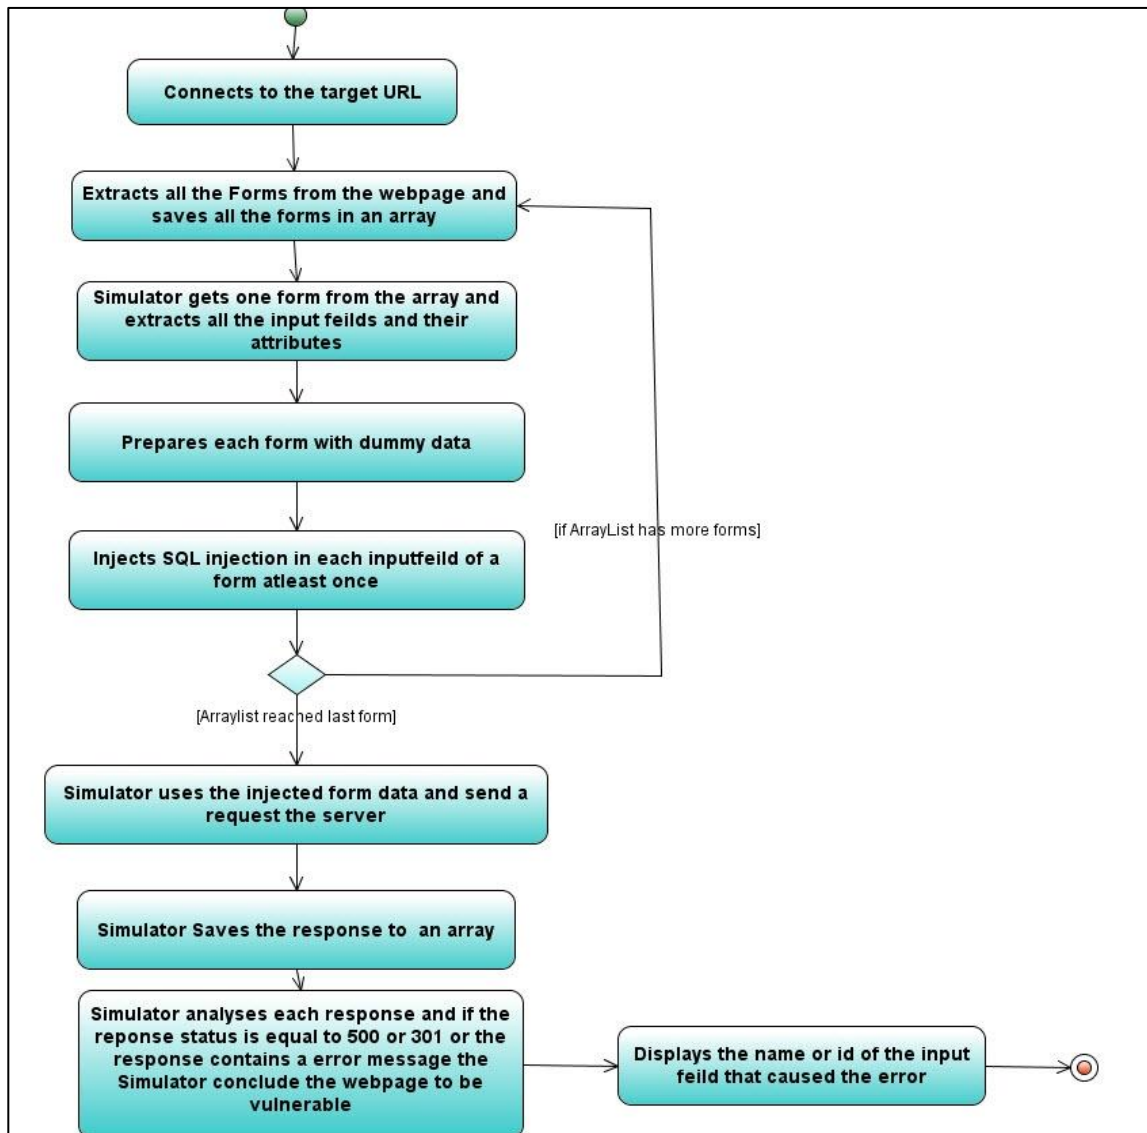 Connects to the target URL
Extracts all the Forms from the webpage and
saves all the forms in an array
Simulator gets one form from the array and
extracts all the input feilds and their
attributes
Prepares each form with dummy data
[if ArrayList has more forms]
Injects SQL injection in each inputfeild of a
form atleast once
[Arraylist reached last form]
Simulator uses the injected form data and send a
request the server
Simulator Saves the response to an array
Simulator analyses each response and if the
reponse status is equal to 500 or 301 or the
response contains a error message the
Simulator conclude the webpage to be
vulnerable
Displays the name or id of the input
feild that caused the error